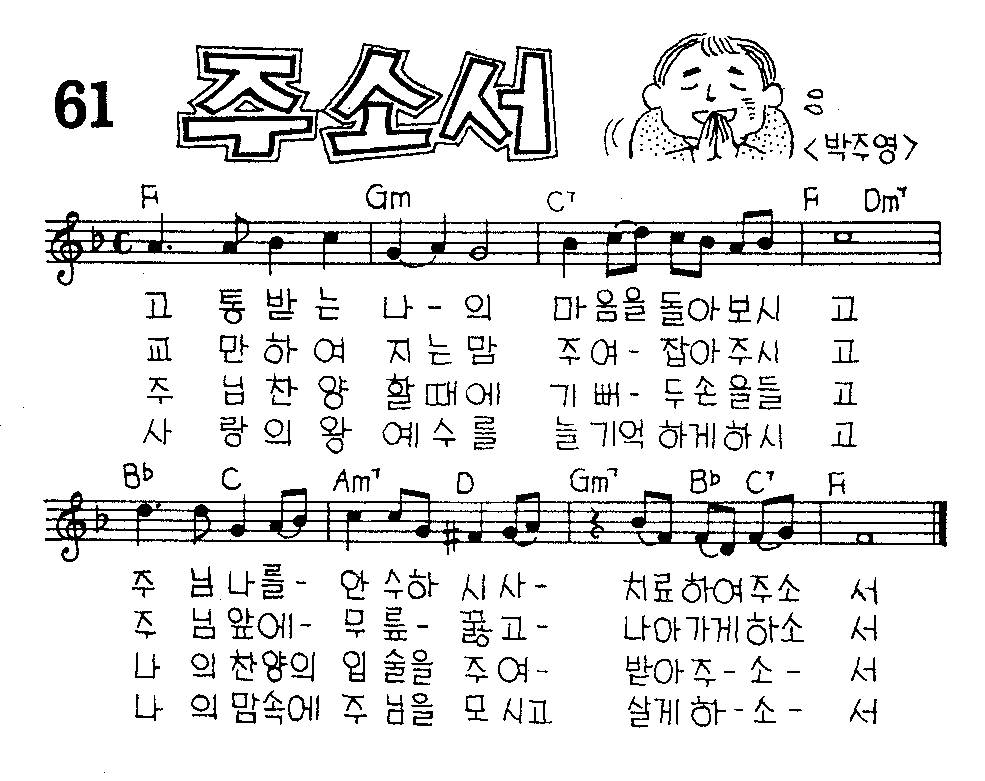 61 주소서
<박주영>
F Gm C7 F Dm7
고 통 받 는 나 - 의 마 음을 돌아보시 고
교 만 하 여 지 는 맘 주 여 - 잡아주시 고
주 님 찬 양 할 때 에 기 뻐 - 두 손 을 들 고
사 랑 의 왕 예 수 를 늘 기억 하게하시 고
B♭ C Am7 D Gm7 B♭ C7 F
주 님 나 를 - 안 수하 시 사 - 치료하여주소 서
주 님 앞에 - 무 릎 - 꿇 고 - 나아가게하소 서
나 의 찬양의 입 술을 주 여 - 받아 주 - 소 - 서
나 의 맘속에 주 님을 모 시고 살게 하 - 소 - 서